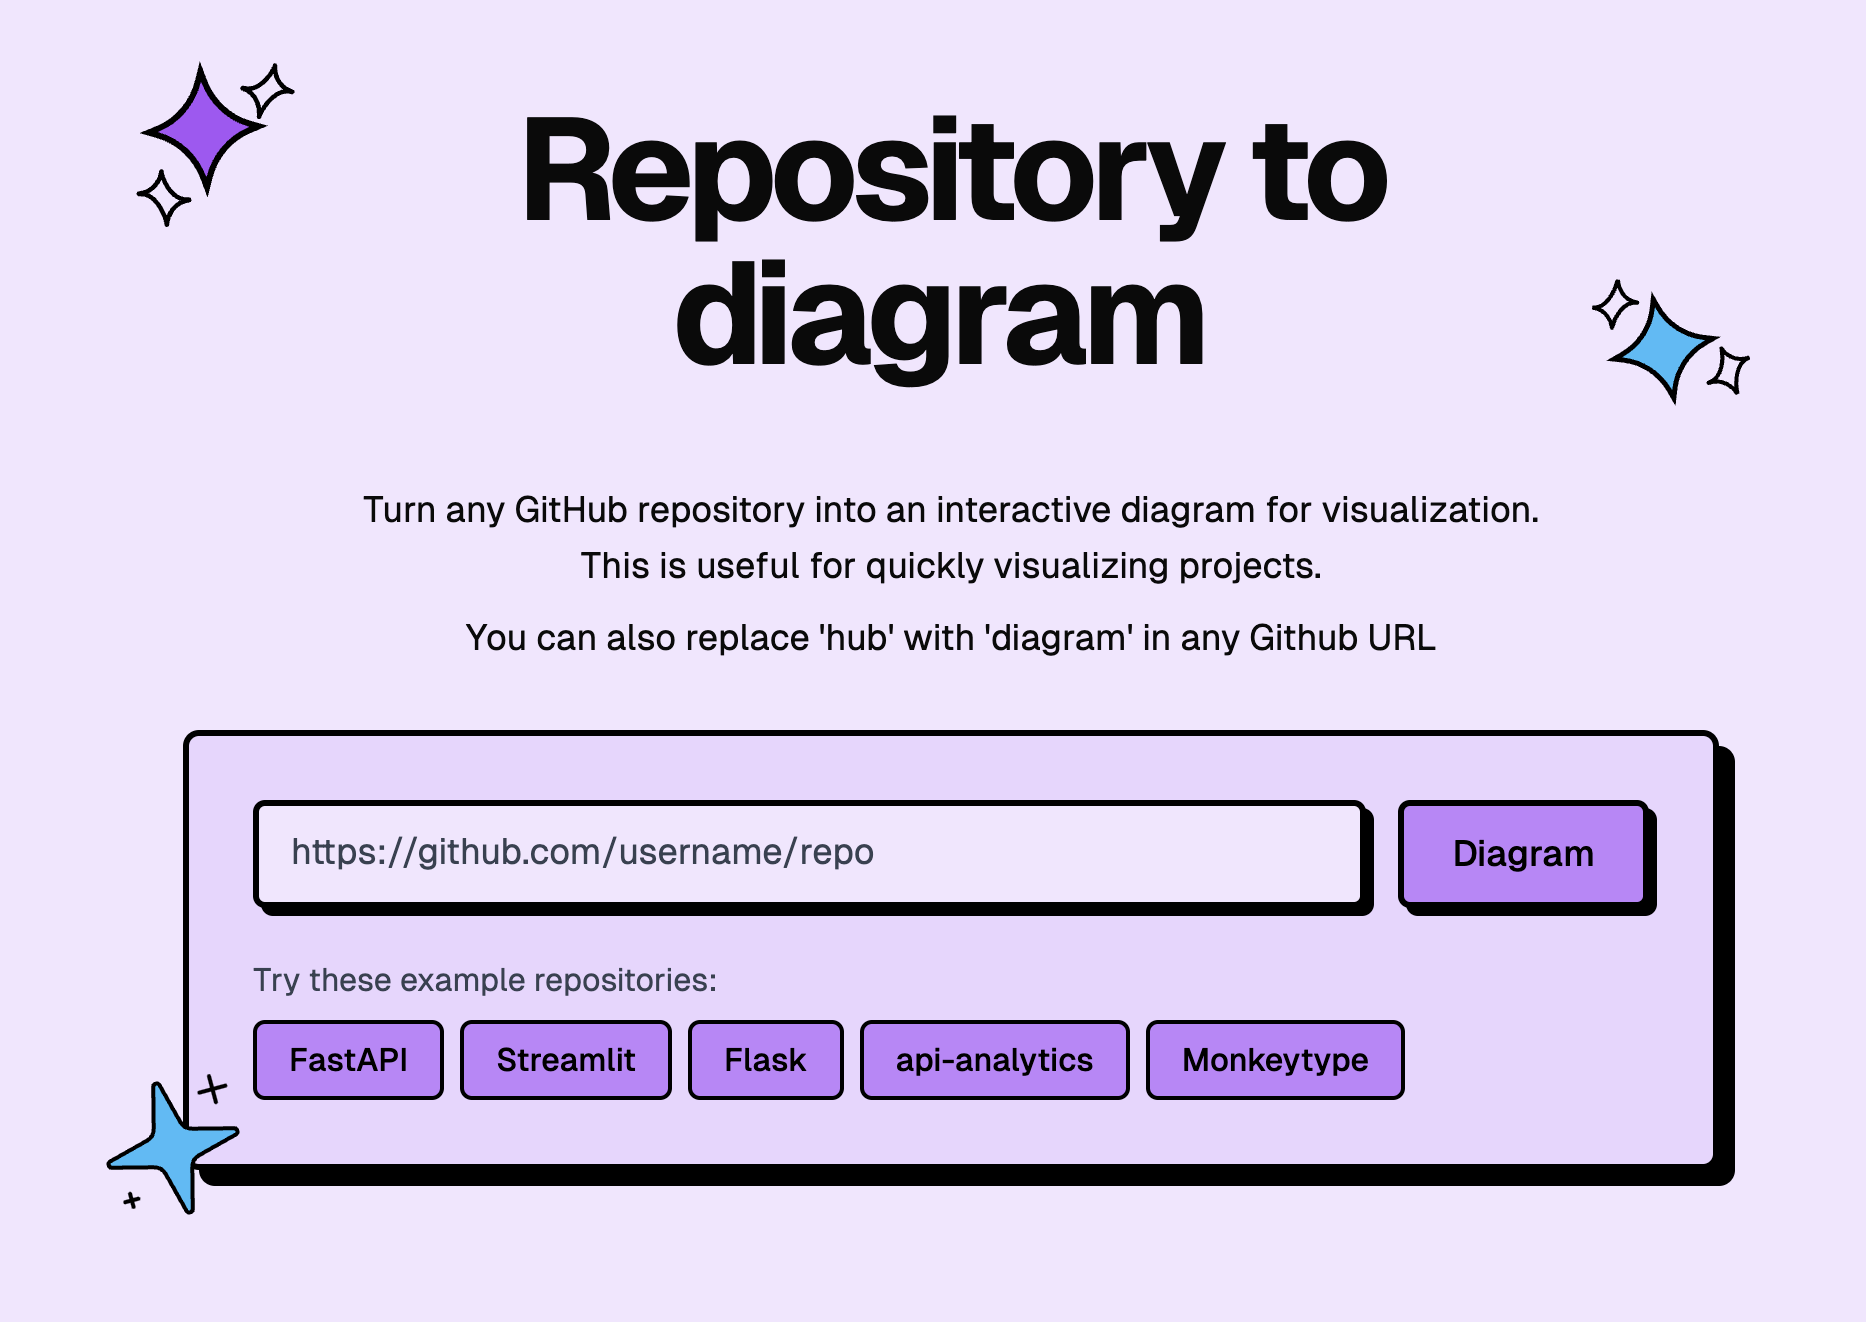 Repository to
diagram
Turn any GitHub repository into an interactive diagram for visualization.
This is useful for quickly visualizing projects.
You can also replace 'hub' with 'diagram' in any Github URL
https://github.com/username/repo
Diagram
Try these example repositories:
FastAPI Streamlit Flask api-analytics Monkeytype